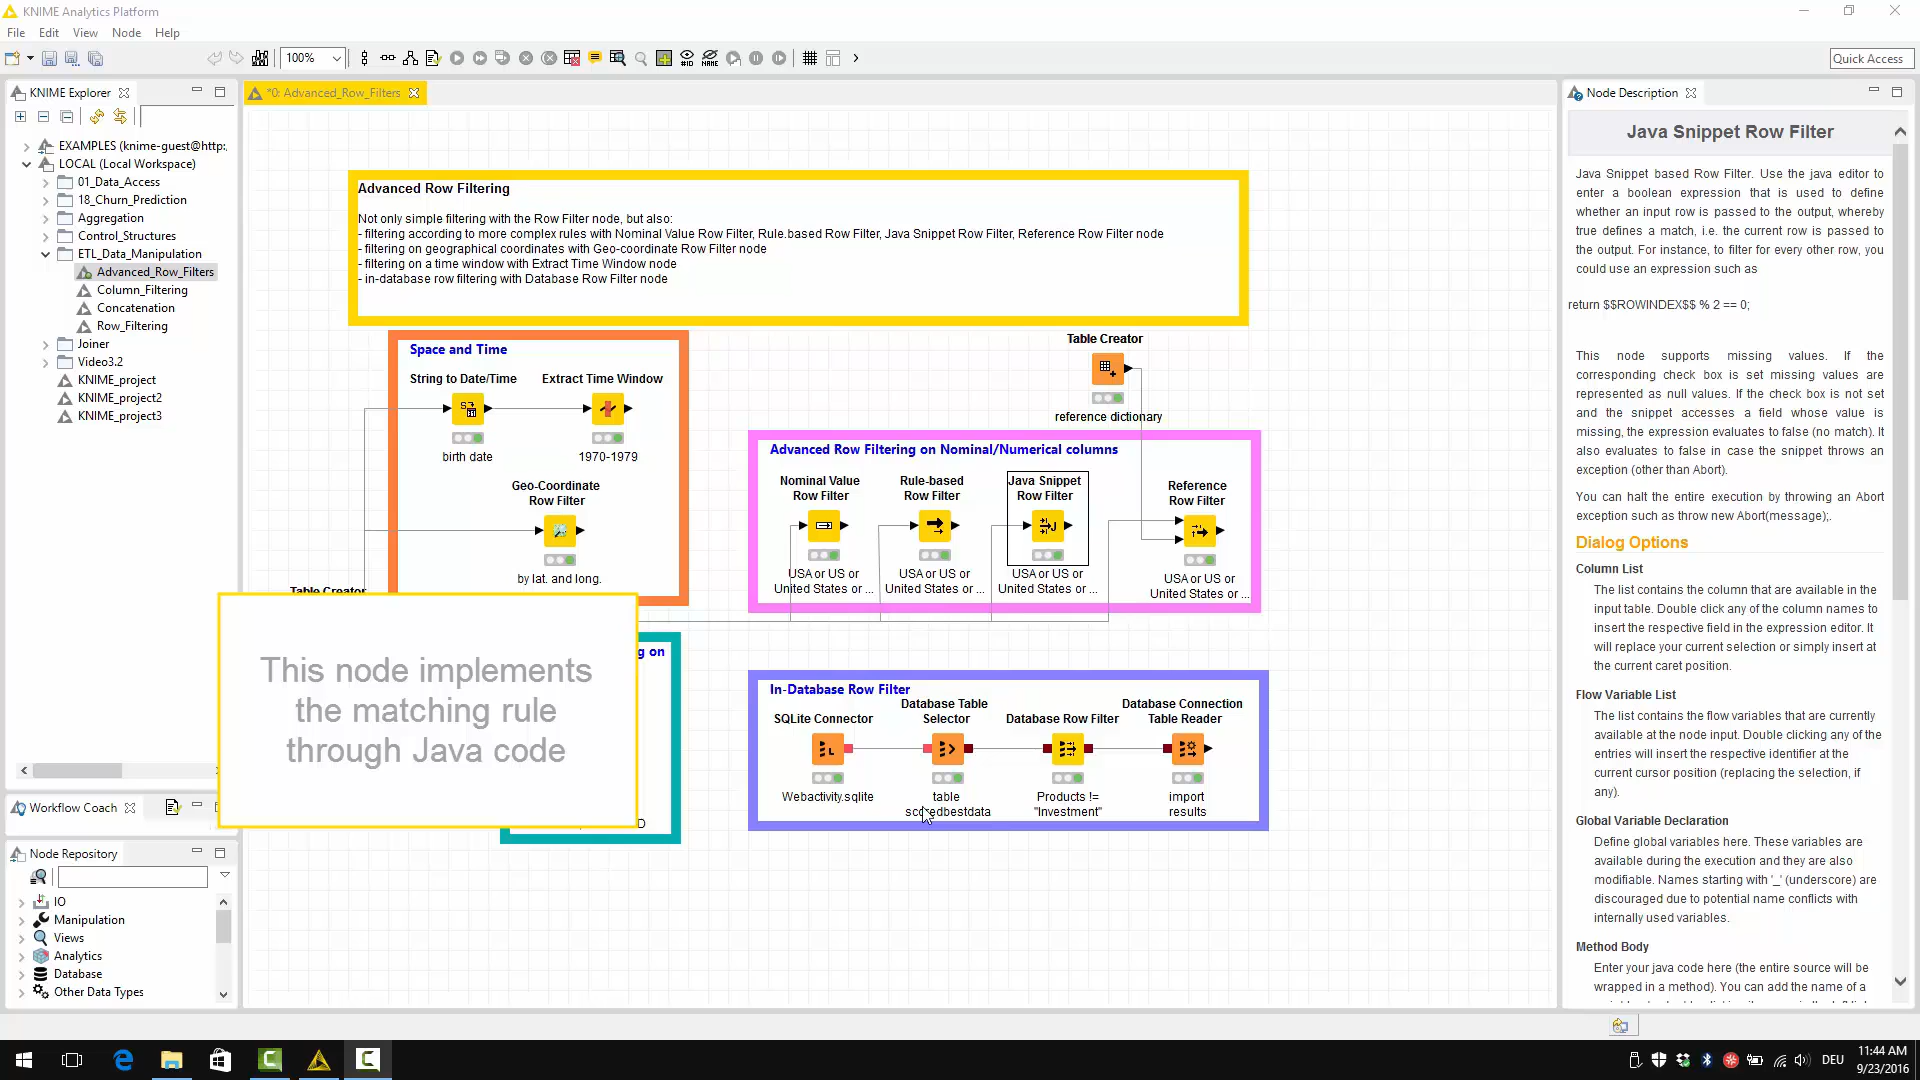 KNIME Analytics Platform
File Edit View Node Help
100%
Quick Access
KNIME Explorer
*0: Advanced_Row_Filters
Node Description
EXAMPLES (knime-guest@http:
LOCAL (Local Workspace)
01_Data_Access
18_Churn_Prediction
Aggregation
Control_Structures
ETL_Data_Manipulation
Advanced_Row_Filters
Column_Filtering
Concatenation
Row_Filtering
Joiner
Video3.2
KNIME_project
KNIME_project2
KNIME_project3
Workflow Coach
Node Repository
IO
Manipulation
Views
Analytics
Database
Other Data Types
Advanced Row Filtering
Not only simple filtering with the Row Filter node, but also:
- filtering according to more complex rules with Nominal Value Row Filter, Rule.based Row Filter, Java Snippet Row Filter, Reference Row Filter node
- filtering on geographical coordinates with Geo-coordinate Row Filter node
- filtering on a time window with Extract Time Window node
- in-database row filtering with Database Row Filter node
Space and Time
String to Date/Time
Extract Time Window
birth date
1970-1979
Geo-Coordinate
Row Filter
by lat. and long.
Table Creator
Table Creator
reference dictionary
Advanced Row Filtering on Nominal/Numerical columns
Nominal Value
Row Filter
Rule-based
Row Filter
Java Snippet
Row Filter
Reference
Row Filter
USA or US or
United States or ...
USA or US or
United States or ...
USA or US or
United States or ...
USA or US or
United States or ...
This node implements
the matching rule
through Java code
g on
D
In-Database Row Filter
SQLite Connector
Database Table
Selector
Database Row Filter
Database Connection
Table Reader
Webactivity.sqlite
table
Products !=
"Investment"
import
results
Java Snippet Row Filter
Java Snippet based Row Filter. Use the java editor to
enter a boolean expression that is used to define
whether an input row is passed to the output, whereby
true defines a match, i.e. the current row is passed to
the output. For instance, to filter for every other row, you
could use an expression such as
return $$ROWINDEX$$ % 2 == 0;
This node supports missing values. If the
corresponding check box is set missing values are
represented as null values. If the check box is not set
and the snippet accesses a field whose value is
missing, the expression evaluates to false (no match). It
also evaluates to false in case the snippet throws an
exception (other than Abort).
You can halt the entire execution by throwing an Abort
exception such as throw new Abort(message);.
Dialog Options
Column List
The list contains the column that are available in the
input table. Double click any of the column names to
insert the respective field in the expression editor. It
will replace your current selection or simply insert at
the current caret position.
Flow Variable List
The list contains the flow variables that are currently
available at the node input. Double clicking any of the
entries will insert the respective identifier at the
current cursor position (replacing the selection, if
any).
Global Variable Declaration
Define global variables here. These variables are
available during the execution and they are also
modifiable. Names starting with '_' (underscore) are
discouraged due to potential name conflicts with
internally used variables.
Method Body
Enter your java code here (the entire source will be
wrapped in a method). You can add the name of a
DEU
11:44 AM
9/23/2016